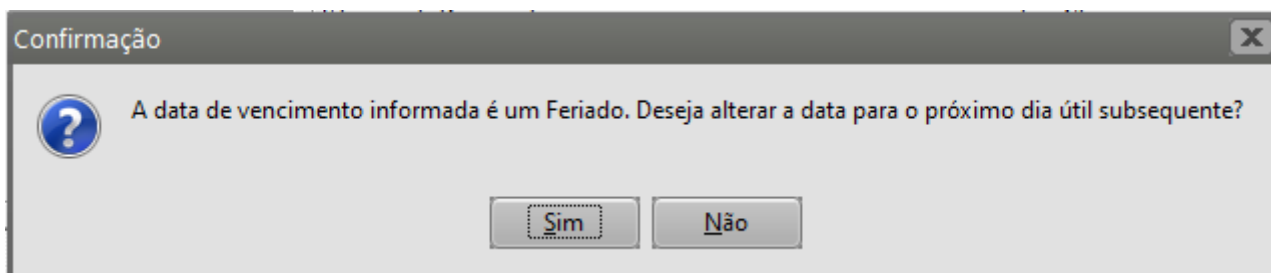 Confirmação
A data de vencimento informada é um Feriado. Deseja alterar a data para o próximo dia útil subsequente?
Sim
Não